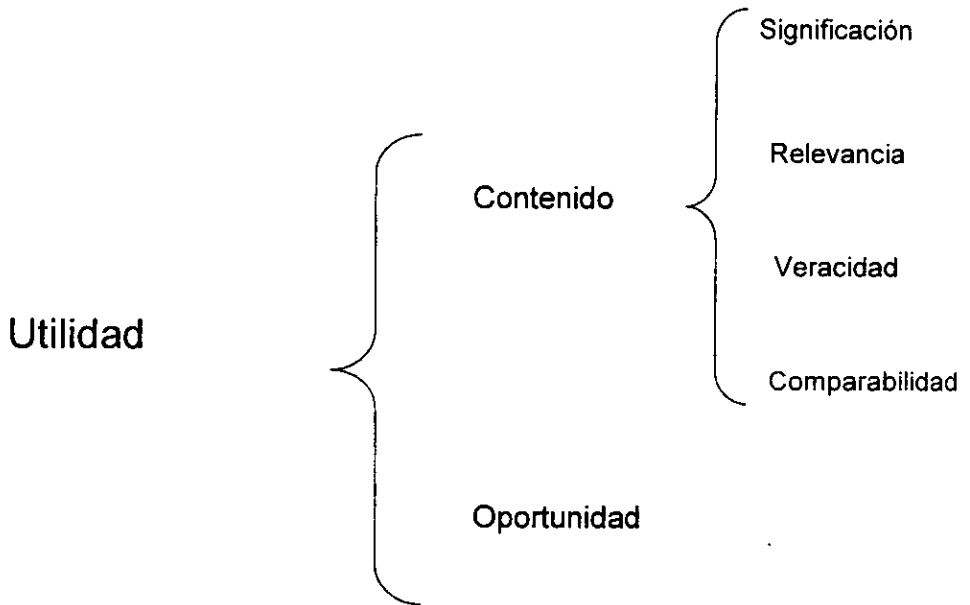 Utilidad
Contenido
Significación
Relevancia
Veracidad
Comparabilidad
Oportunidad